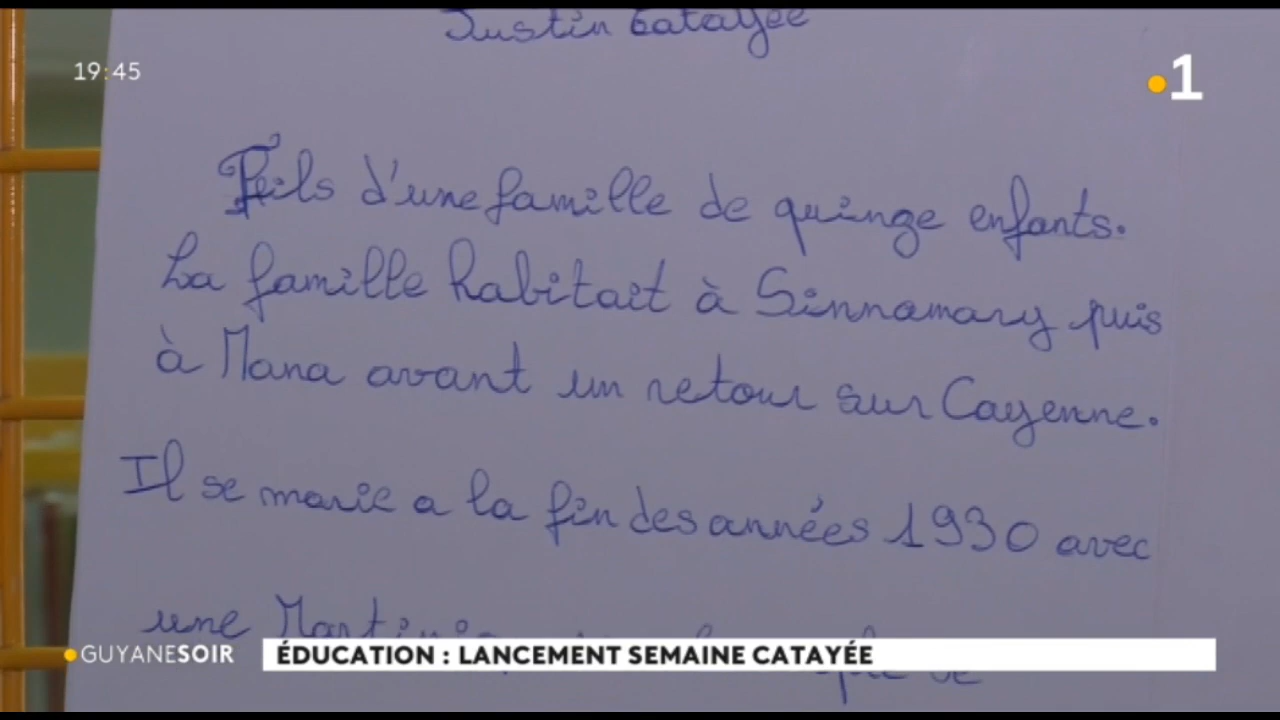 Justin Catayée
19:45
1
Fils d'une famille de quinze enfants.
La famille habitait à Sinnamary puis
à Mana avant un retour sur Cayenne.
Il se marie a la fin des années 1930 avec
une
GUYANESOIR
ÉDUCATION : LANCEMENT SEMAINE CATAYÉE